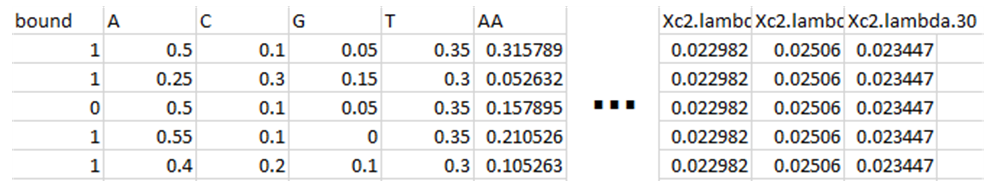 bound A C G T AA ... Xc2.lambd Xc2.lambd Xc2.lambda.30
1 0.5 0.1 0.05 0.35 0.315789 0.022982 0.02506 0.023447
1 0.25 0.3 0.15 0.3 0.052632 0.022982 0.02506 0.023447
0 0.5 0.1 0.05 0.35 0.157895 0.022982 0.02506 0.023447
1 0.55 0.1 0 0.35 0.210526 0.022982 0.02506 0.023447
1 0.4 0.2 0.1 0.3 0.105263 0.022982 0.02506 0.023447